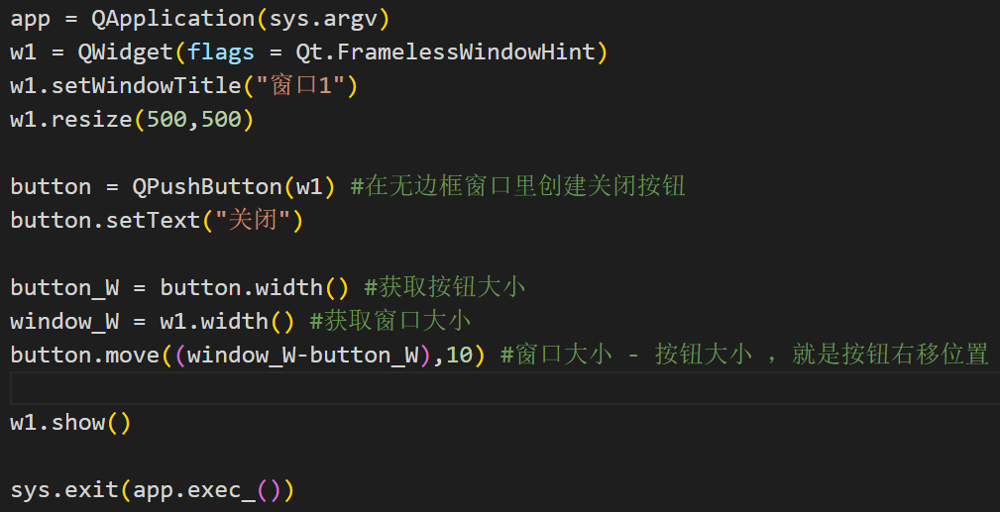 app = QApplication(sys.argv)
w1 = QWidget(flags = Qt.FramelessWindowHint)
w1.setWindowTitle("窗口1")
w1.resize(500,500)
button = QPushButton(w1) #在无边框窗口里创建关闭按钮
button.setText("关闭")
button_W = button.width() #获取按钮大小
window_W = w1.width() #获取窗口大小
button.move((window_W-button_W),10) #窗口大小 - 按钮大小 ，就是按钮右移位置
w1.show()
sys.exit(app.exec_())